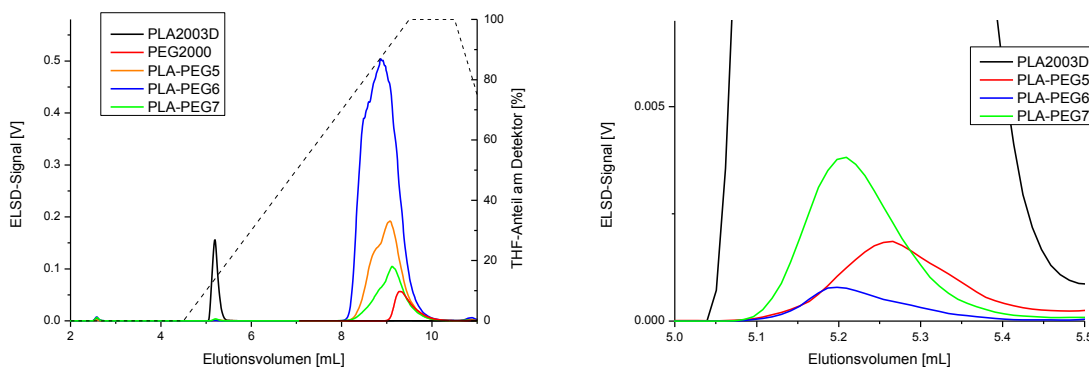 PLA2003D
PEG2000
PLA-PEG5
PLA-PEG6
PLA-PEG7
ELSD-Signal [V]
0.5
0.4
0.3
0.2
0.1
0.0
2
4
6
8
10
Elutionsvolumen [mL]
100
80
60
40
20
0
THF-Anteil am Detektor [%]
PLA2003D
PLA-PEG5
PLA-PEG6
PLA-PEG7
ELSD-Signal [V]
0.005
0.000
5.0
5.1
5.2
5.3
5.4
5.5
Elutionsvolumen [mL]